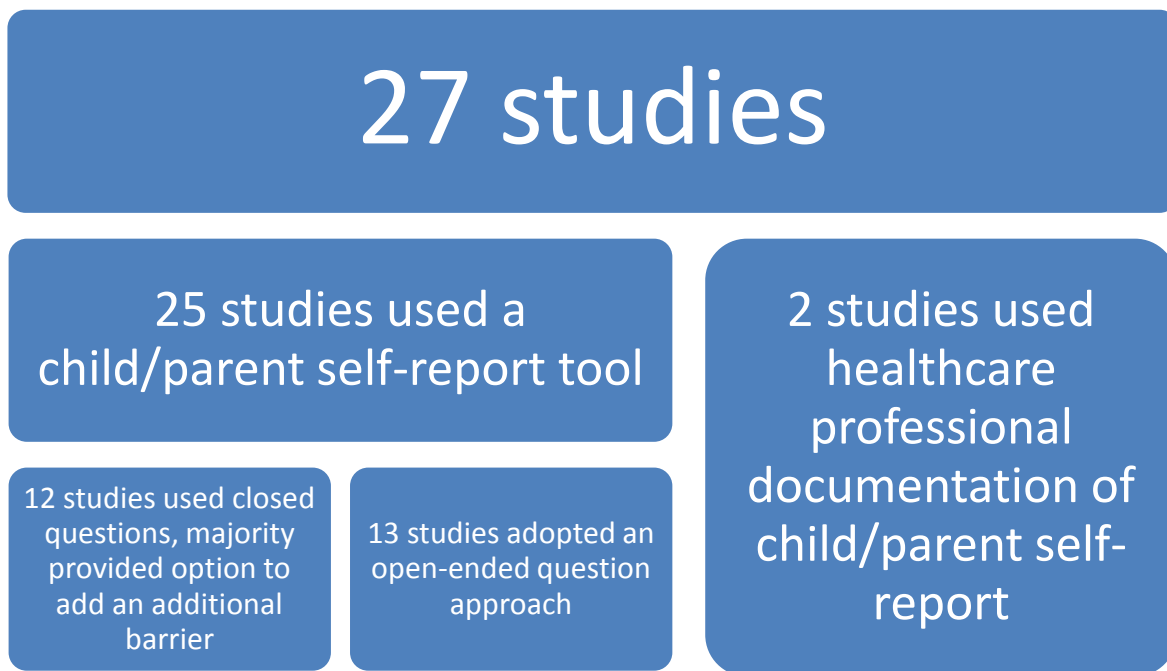 27 studies
25 studies used a
child/parent self-report tool
2 studies used
healthcare
professional
documentation of
child/parent self-
report
12 studies used closed
questions, majority
provided option to
add an additional
barrier
13 studies adopted an
open-ended question
approach